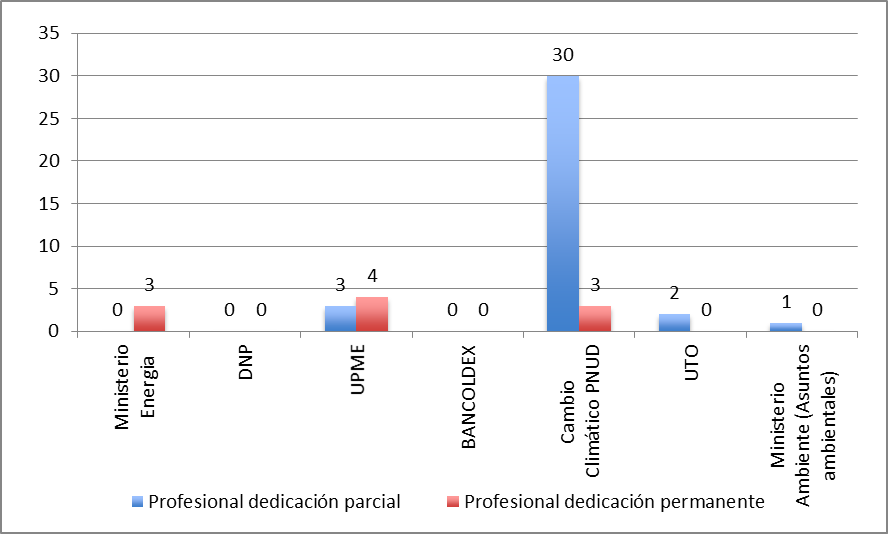 35
30
25
20
15
10
5
0
0 3
0 0
3 4
0 0
30 3
2 0
1 0
Ministerio
Energia
DNP
UPME
BANCOLDEX
Cambio
Climático PNUD
UTO
Ministerio
Ambiente (Asuntos
ambientales)
Profesional dedicación parcial
Profesional dedicación permanente